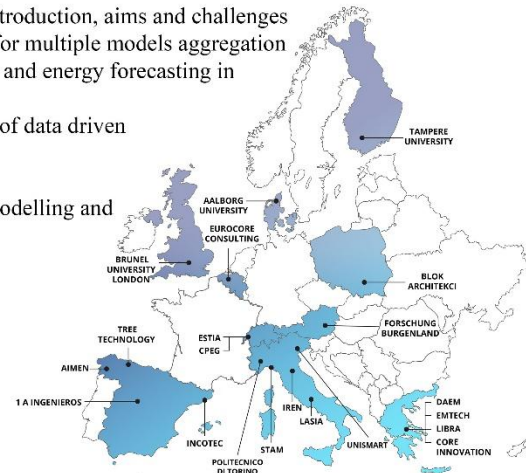 troduction, aims and challenges
for multiple models aggregation
and energy forecasting in
of data driven
odelling and
TAMPERE
UNIVERSITY
AALBORG
UNIVERSITY
EUROCORE
CONSULTING
BRUNEL
UNIVERSITY
LONDON
BLOK
ARCHITEKCI
TREE
TECHNOLOGY
ESTIA
CPEG
FORSCHUNG
BURGENLAND
AIMEN
1 A INGENIEROS
INCOTEC
POLITECNICO
DI TORINO
STAM
IREN
LASIA
UNISMART
DAEM
EMTECH
LIBRA
CORE
INNOVATION